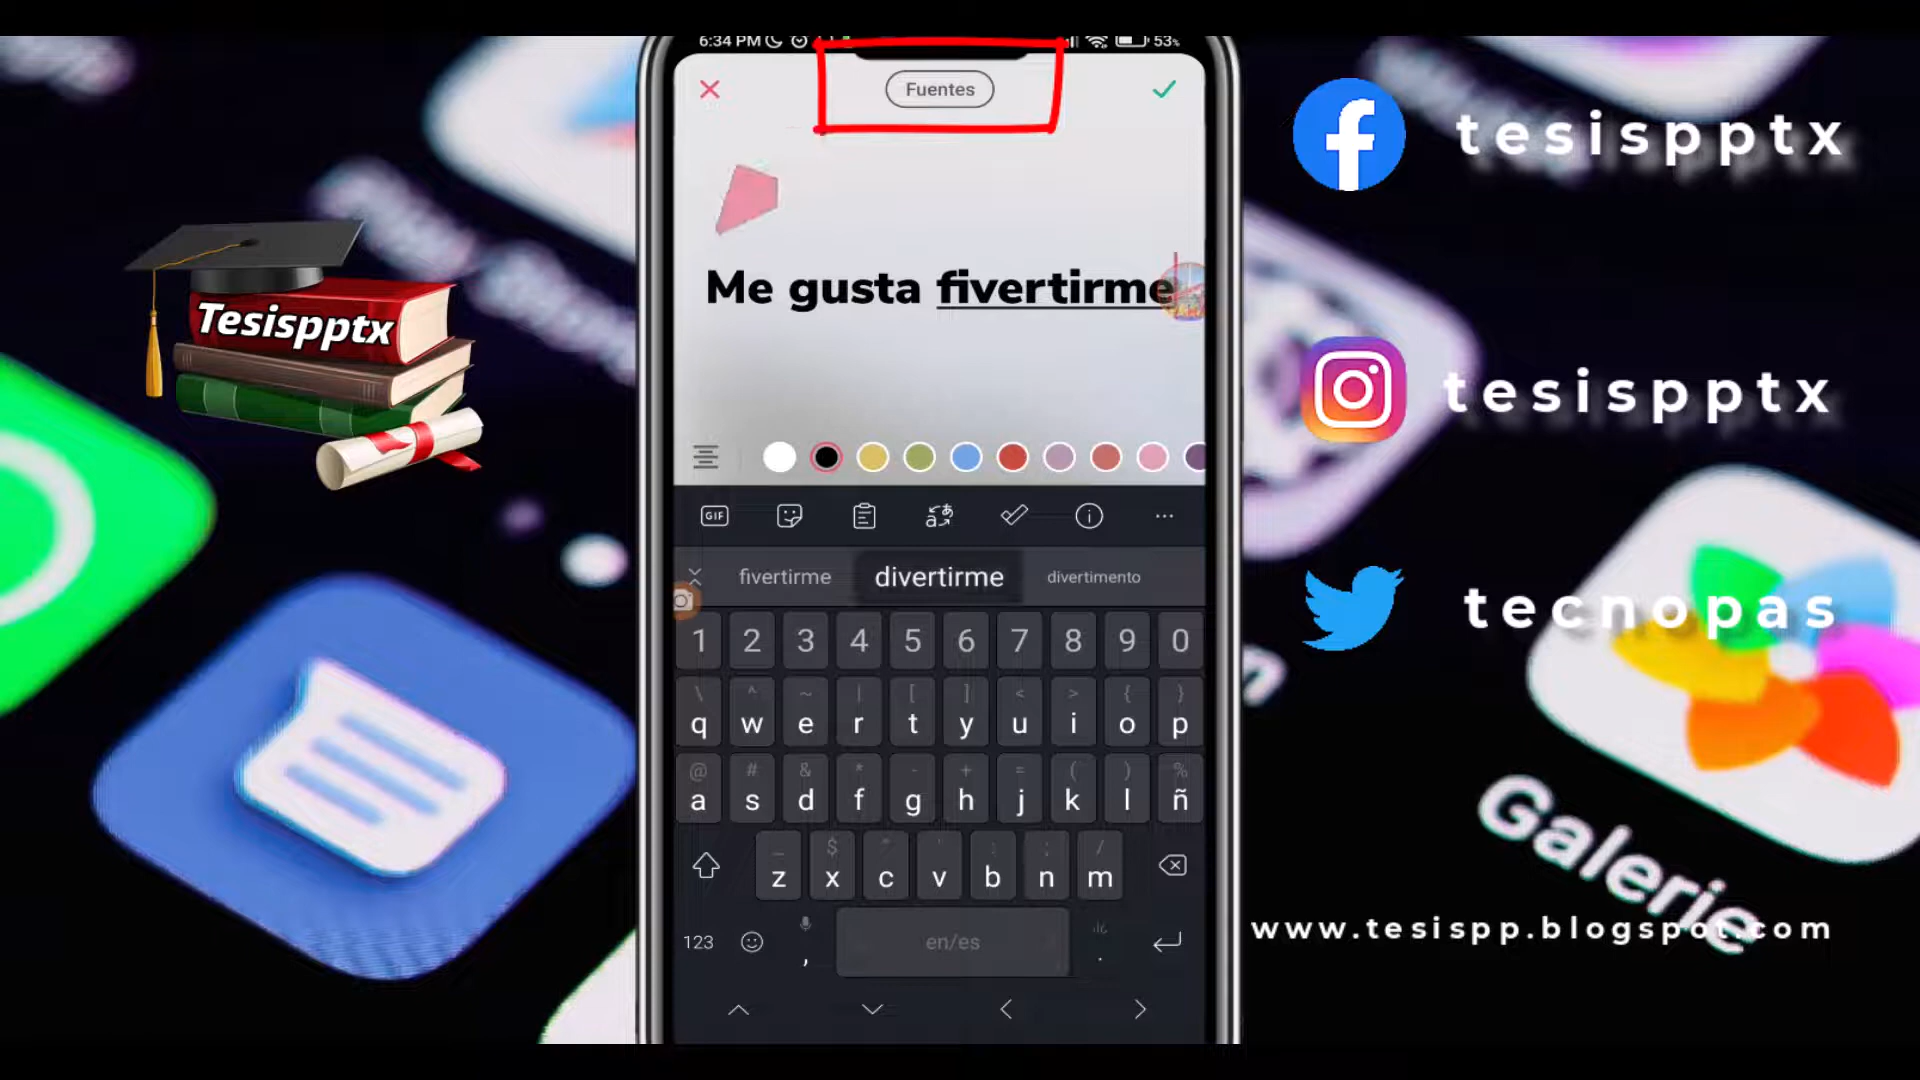 6:34 PM
53%
Fuentes
Me gusta fivertirme
GIF
fivertirme divertirme divertimento
1 2 3 4 5 6 7 8 9 0
\ ^ ~ | [ ] < > { }
q w e r t y u i o p
@ # & * - + = ( ) %
a s d f g h j k l ñ
_ $ " ' : ; /
z x c v b n m
123 , en/es .
Tesispptx
tesispptx
tesispptx
tecnopas
www.tesispp.blogspot.com
Galerie